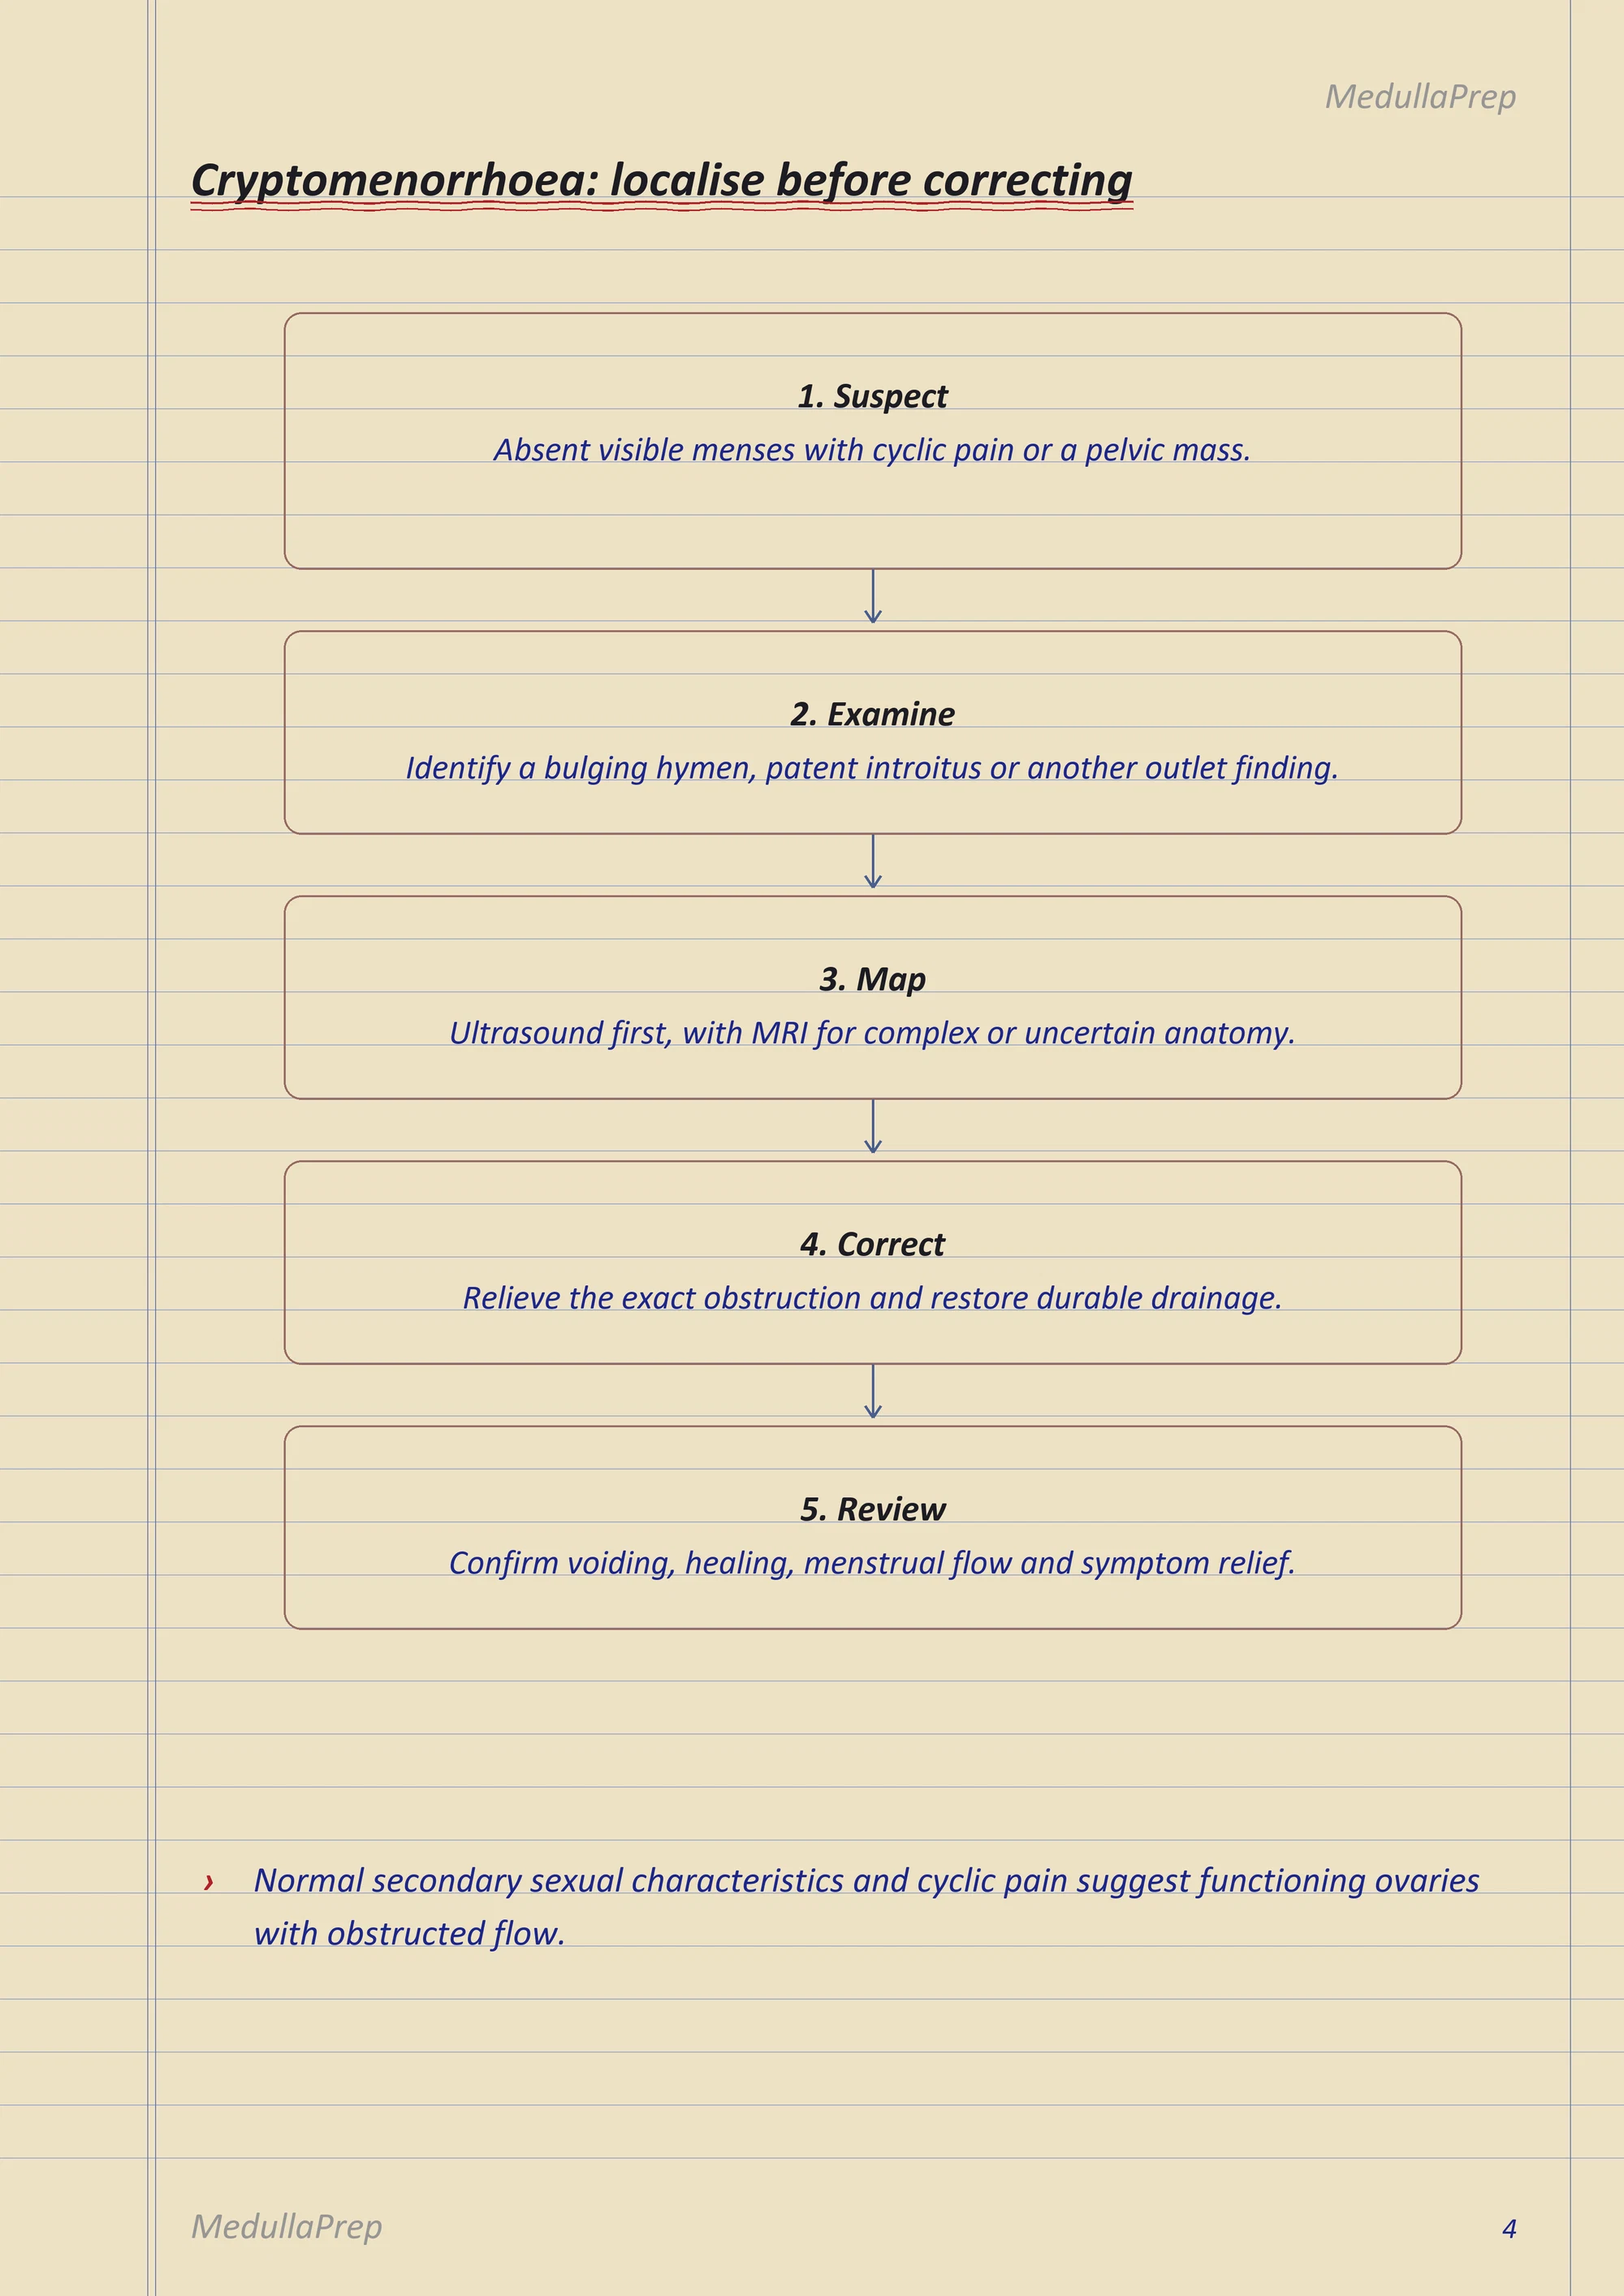 MedullaPrep
Cryptomenorrhoea: localise before correcting
1. Suspect
Absent visible menses with cyclic pain or a pelvic mass.
2. Examine
Identify a bulging hymen, patent introitus or another outlet finding.
3. Map
Ultrasound first, with MRI for complex or uncertain anatomy.
4. Correct
Relieve the exact obstruction and restore durable drainage.
5. Review
Confirm voiding, healing, menstrual flow and symptom relief.
› Normal secondary sexual characteristics and cyclic pain suggest functioning ovaries
with obstructed flow.
MedullaPrep
4